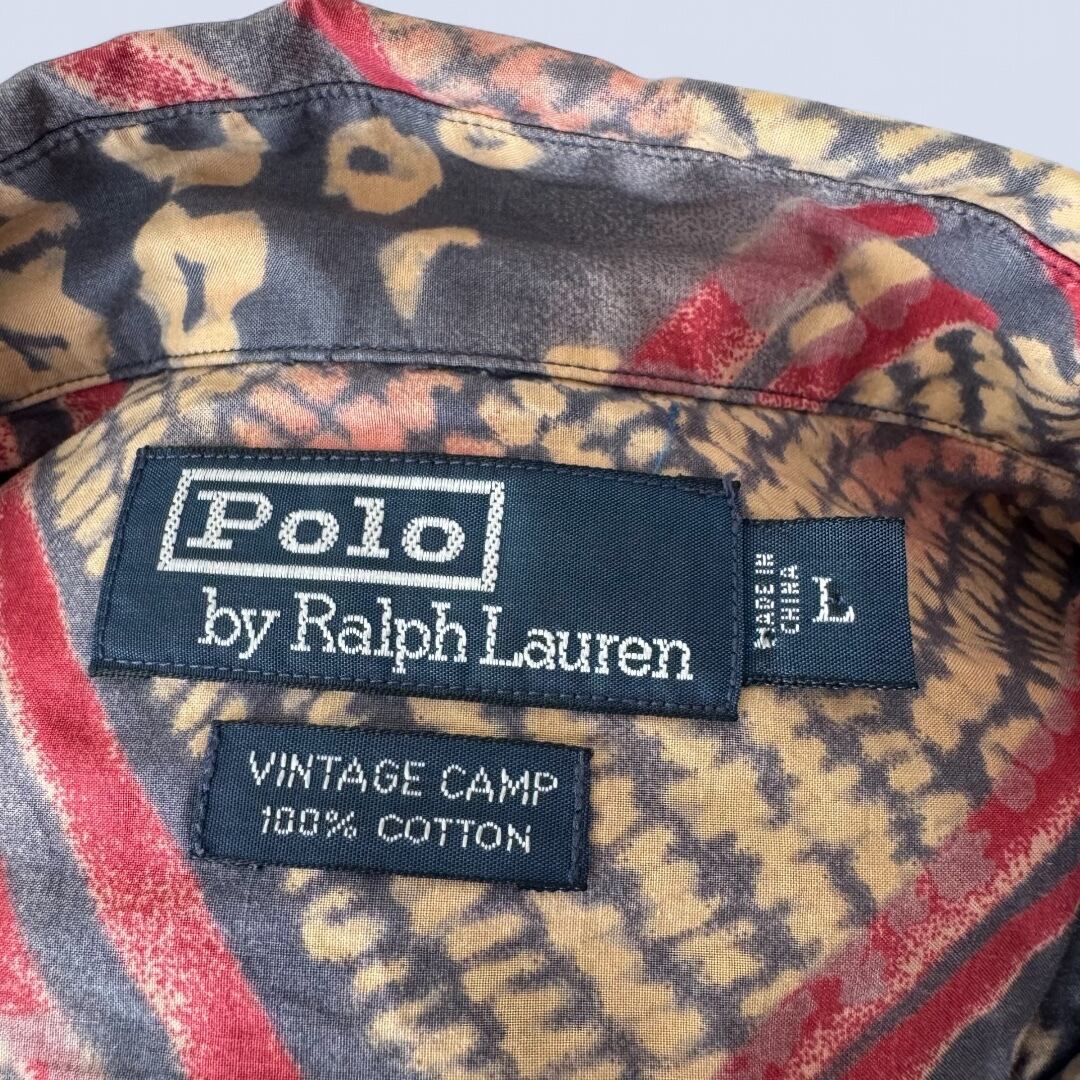 Polo
by Ralph Lauren
MADE IN
CHINA
L
VINTAGE CAMP
100% COTTON